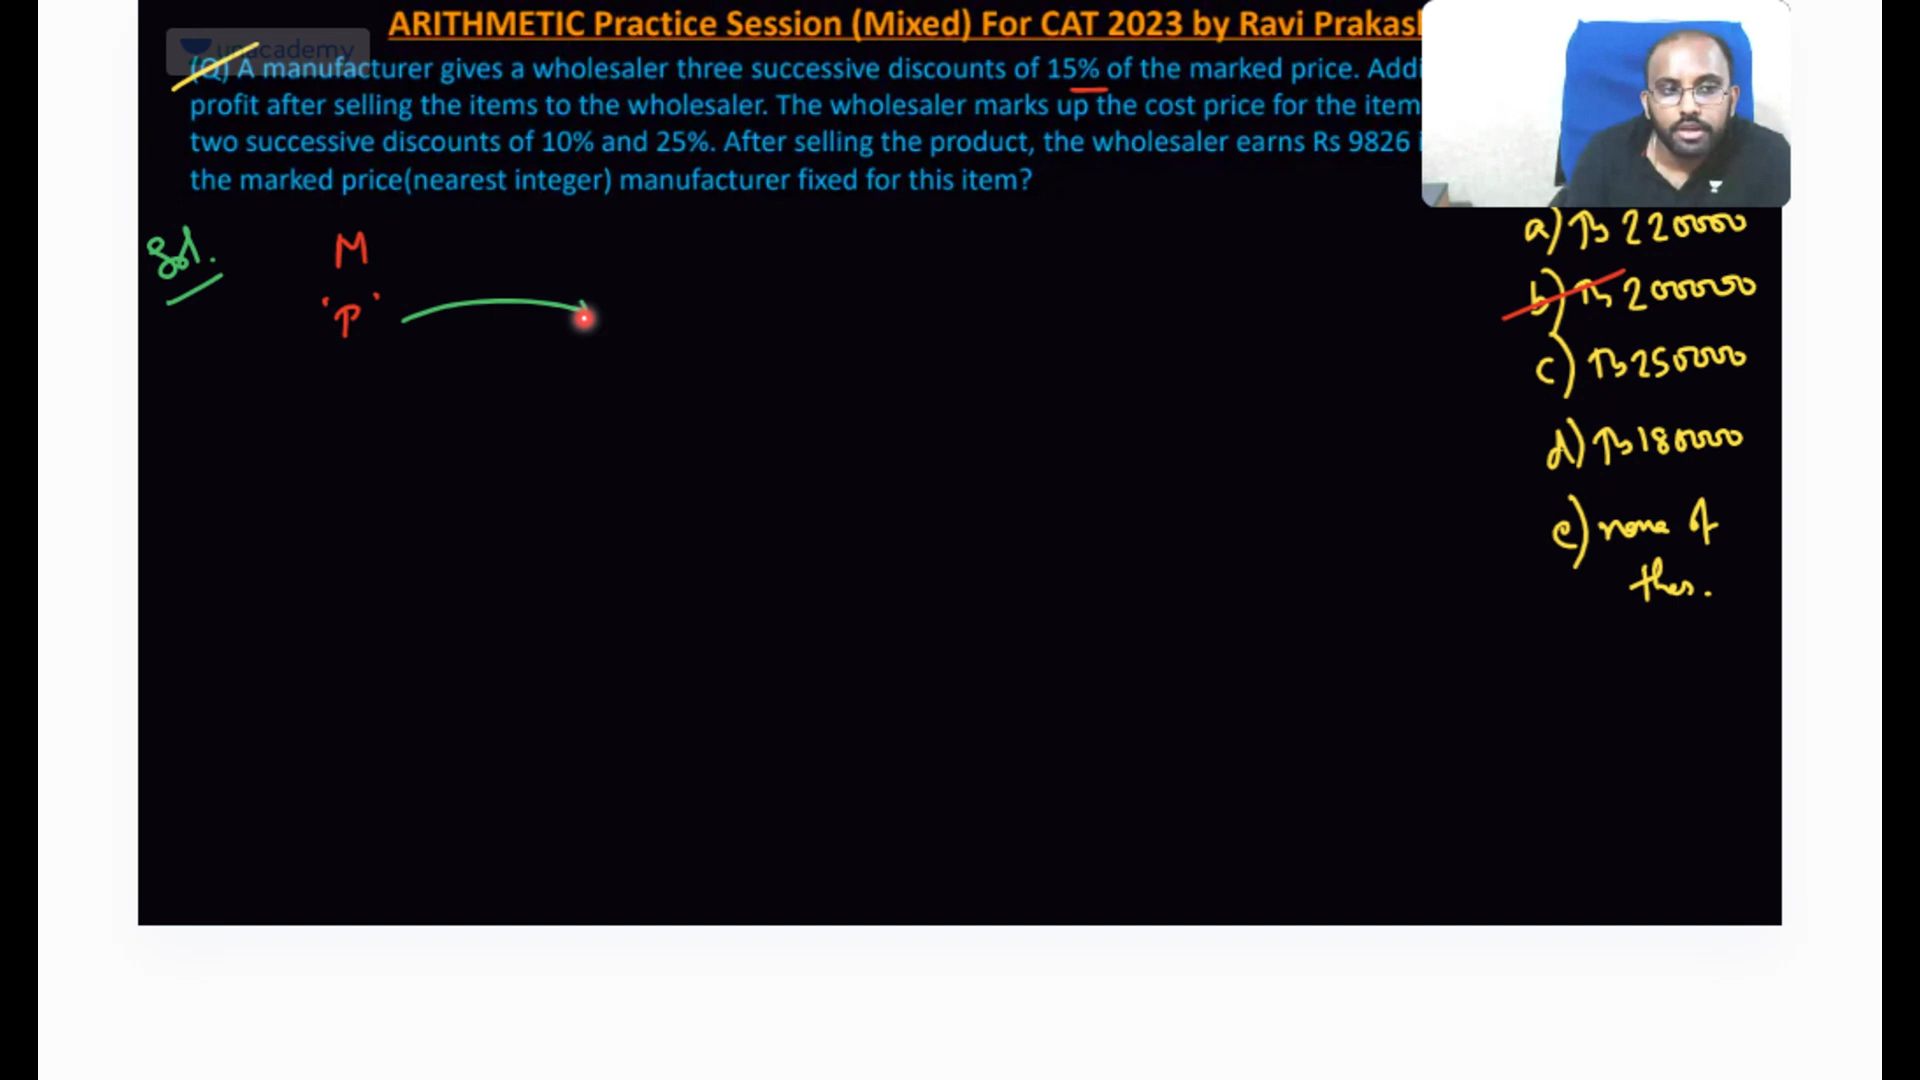 ARITHMETIC Practice Session (Mixed) For CAT 2023 by Ravi Prakash
unacademy
(Q) A manufacturer gives a wholesaler three successive discounts of 15% of the marked price. Addi
profit after selling the items to the wholesaler. The wholesaler marks up the cost price for the item
two successive discounts of 10% and 25%. After selling the product, the wholesaler earns Rs 9826 i
the marked price(nearest integer) manufacturer fixed for this item?
Sol.
M
'P'
a) Rs 220000
b) Rs 200000
c) Rs 250000
d) Rs 180000
e) none of
thes.